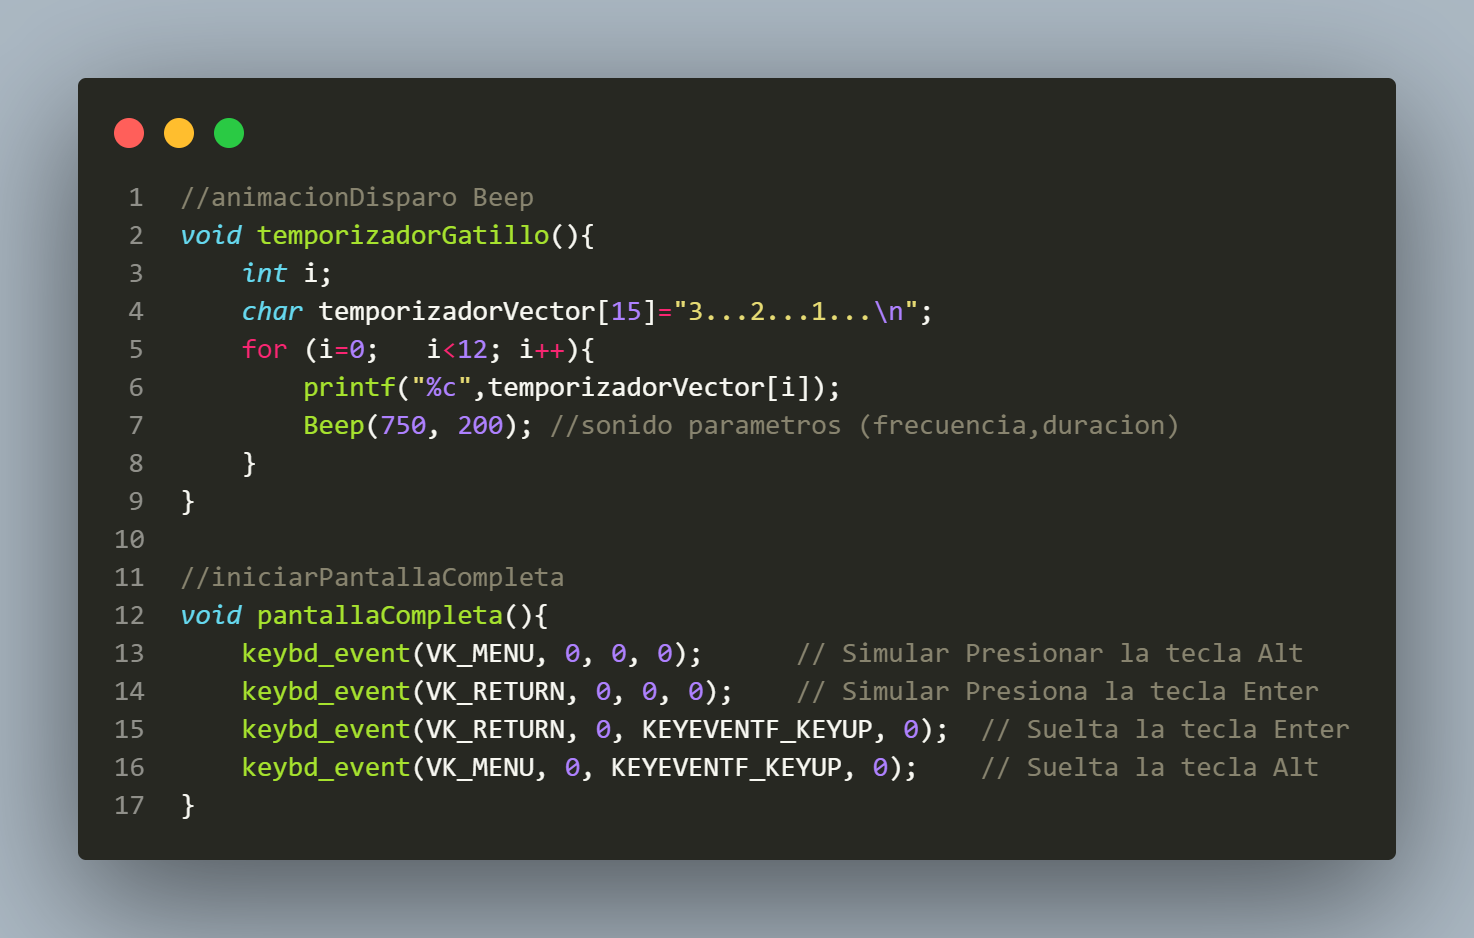 1 //animacionDisparo Beep
2 void temporizadorGatillo(){
3     int i;
4     char temporizadorVector[15]="3...2...1...\n";
5     for (i=0;   i<12; i++){
6         printf("%c",temporizadorVector[i]);
7         Beep(750, 200); //sonido parametros (frecuencia,duracion)
8     }
9 }
10
11 //iniciarPantallaCompleta
12 void pantallaCompleta(){
13     keybd_event(VK_MENU, 0, 0, 0);      // Simular Presionar la tecla Alt
14     keybd_event(VK_RETURN, 0, 0, 0);    // Simular Presiona la tecla Enter
15     keybd_event(VK_RETURN, 0, KEYEVENTF_KEYUP, 0);  // Suelta la tecla Enter
16     keybd_event(VK_MENU, 0, KEYEVENTF_KEYUP, 0);    // Suelta la tecla Alt
17 }